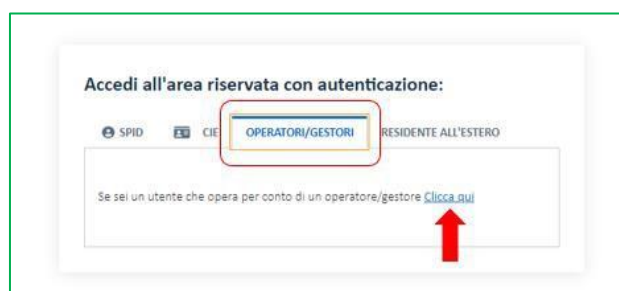 Accedi all'area riservata con autenticazione:
SPID CIE OPERATORI/GESTORI RESIDENTE ALL'ESTERO
Se sei un utente che opera per conto di un operatore/gestore Clicca qui